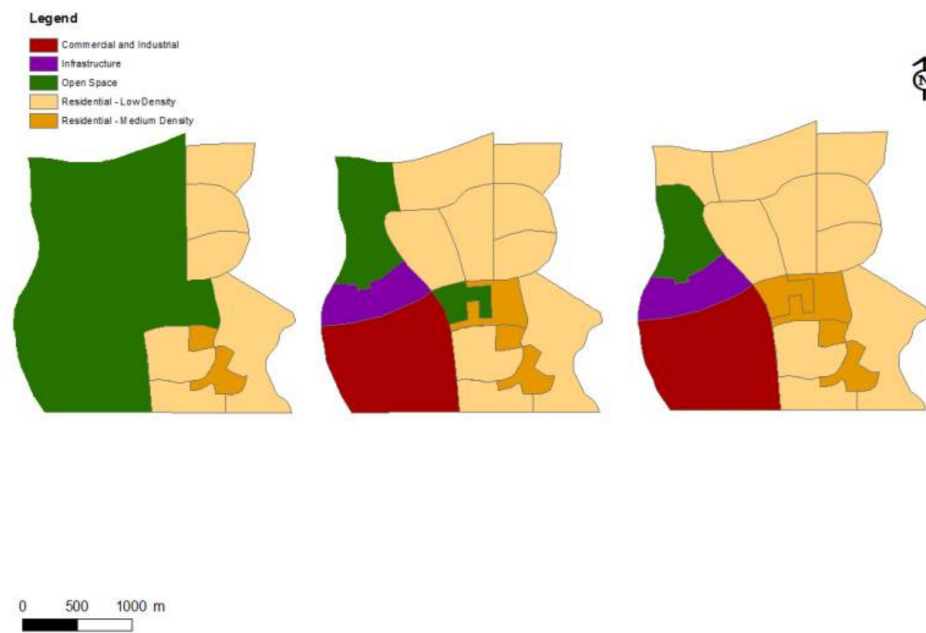 Legend
Commercial and Industrial
Infrastructure
Open Space
Residential - Low Density
Residential - Medium Density
N
0 500 1000 m